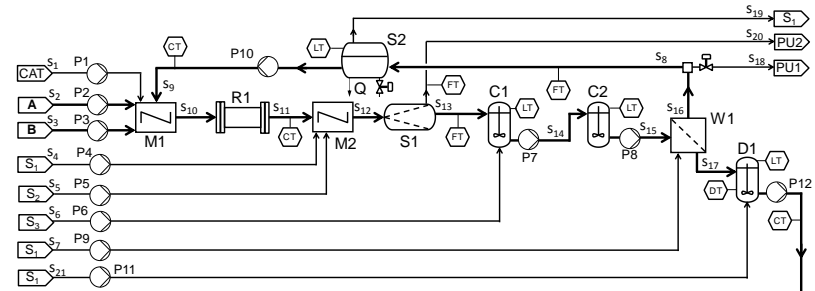 s19
S1
s20
PU2
S2
LT
CT
P10
s8
s18
PU1
s1
P1
CAT
s9
Q
FT
FT
s2
P2
A
R1
s10
s11
s12
s13
C1
LT
C2
LT
s16
W1
s3
P3
B
M1
CT
M2
S1
FT
P7
s14
P8
s15
s17
D1
LT
s4
P4
S1
s5
P5
S2
DT
P12
s6
P6
S3
CT
s7
P9
S1
s21
P11
S1